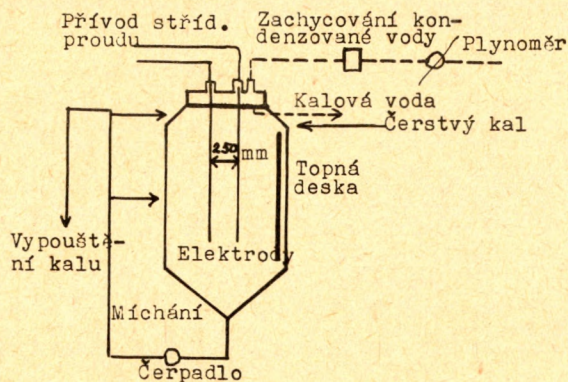 Přívod stříd.
proudu
Zachycování kon-
denzované vody
Plynoměr
Kalová voda
Čerstvý kal
250 mm
Topná
deska
Vypouště-
ní kalu
Elektrody
Míchání
Čerpadlo